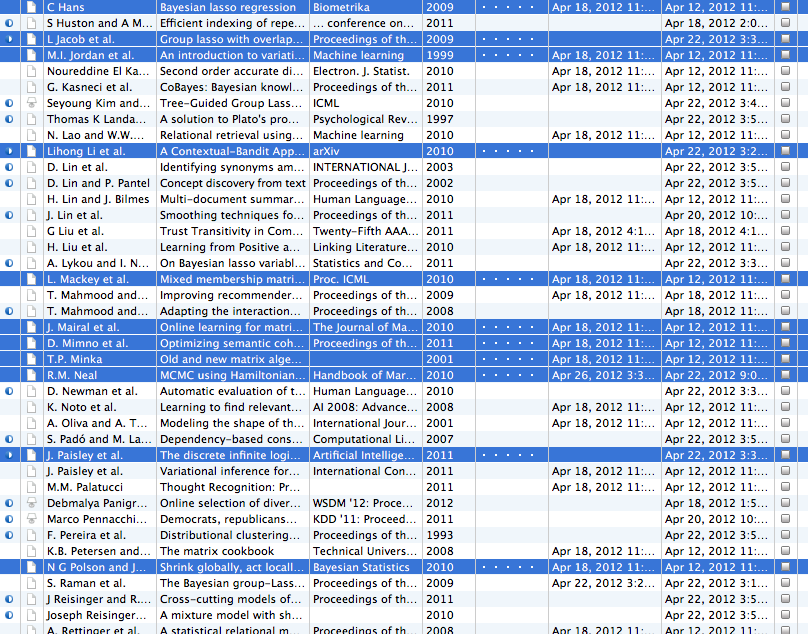 C Hans Bayesian lasso regression Biometrika 2009 Apr 18, 2012 11:... Apr 12, 2012 11:...
S Huston and A M... Efficient indexing of repe... ... conference on... 2011 Apr 18, 2012 2:0...
L Jacob et al. Group lasso with overlap... Proceedings of th... 2009 Apr 22, 2012 3:3...
M.I. Jordan et al. An introduction to variati... Machine learning 1999 Apr 18, 2012 11:... Apr 12, 2012 11:...
Noureddine El Ka... Second order accurate di... Electron. J. Statist. 2010 Apr 18, 2012 11:... Apr 12, 2012 11:...
G. Kasneci et al. CoBayes: Bayesian knowl... Proceedings of th... 2011 Apr 18, 2012 11:... Apr 12, 2012 11:...
Seyoung Kim and... Tree-Guided Group Lass... ICML 2010 Apr 22, 2012 3:4...
Thomas K Landa... A solution to Plato's pro... Psychological Rev... 1997 Apr 22, 2012 3:5...
N. Lao and W.W.... Relational retrieval using... Machine learning 2010 Apr 18, 2012 11:... Apr 12, 2012 11:...
Lihong Li et al. A Contextual-Bandit App... arXiv 2010 Apr 22, 2012 3:2...
D. Lin et al. Identifying synonyms am... INTERNATIONAL J... 2003 Apr 22, 2012 3:5...
D. Lin and P. Pantel Concept discovery from text Proceedings of th... 2002 Apr 22, 2012 3:5...
H. Lin and J. Bilmes Multi-document summar... Human Language... 2010 Apr 18, 2012 11:... Apr 12, 2012 11:...
J. Lin et al. Smoothing techniques fo... Proceedings of th... 2011 Apr 20, 2012 10:...
G Liu et al. Trust Transitivity in Com... Twenty-Fifth AAA... 2011 Apr 18, 2012 4:1... Apr 18, 2012 4:1...
H. Liu et al. Learning from Positive a... Linking Literature... 2010 Apr 18, 2012 11:... Apr 12, 2012 11:...
A. Lykou and I. N... On Bayesian lasso variabl... Statistics and Co... 2011 Apr 22, 2012 3:3...
L. Mackey et al. Mixed membership matri... Proc. ICML 2010 Apr 18, 2012 11:... Apr 12, 2012 11:...
T. Mahmood and... Improving recommender... Proceedings of th... 2009 Apr 18, 2012 11:... Apr 18, 2012 11:...
T. Mahmood and... Adapting the interaction... Proceedings of th... 2008 Apr 18, 2012 11:...
J. Mairal et al. Online learning for matri... The Journal of Ma... 2010 Apr 18, 2012 11:... Apr 12, 2012 11:...
D. Mimno et al. Optimizing semantic coh... Proceedings of th... 2011 Apr 18, 2012 11:... Apr 12, 2012 11:...
T.P. Minka Old and new matrix alge... 2001 Apr 18, 2012 11:... Apr 12, 2012 11:...
R.M. Neal MCMC using Hamiltonian... Handbook of Mar... 2010 Apr 26, 2012 3:3... Apr 22, 2012 9:0...
D. Newman et al. Automatic evaluation of t... Human Language... 2010 Apr 22, 2012 3:3...
K. Noto et al. Learning to find relevant... AI 2008: Advance... 2008 Apr 18, 2012 11:... Apr 12, 2012 11:...
A. Oliva and A. T... Modeling the shape of th... International Jour... 2001 Apr 18, 2012 11:... Apr 12, 2012 11:...
S. Padó and M. La... Dependency-based cons... Computational Li... 2007 Apr 22, 2012 3:5...
J. Paisley et al. The discrete infinite logi... Artificial Intellige... 2011 Apr 22, 2012 3:3...
J. Paisley et al. Variational inference for... International Con... 2011 Apr 18, 2012 11:... Apr 12, 2012 11:...
M.M. Palatucci Thought Recognition: Pr... 2011 Apr 18, 2012 11:... Apr 12, 2012 11:...
Debmalya Panigr... Online selection of diver... WSDM '12: Proce... 2012 Apr 18, 2012 1:5...
Marco Pennacchi... Democrats, republicans... KDD '11: Proceed... 2011 Apr 20, 2012 10:...
F. Pereira et al. Distributional clustering... Proceedings of th... 1993 Apr 22, 2012 3:5...
K.B. Petersen and... The matrix cookbook Technical Univers... 2008 Apr 18, 2012 11:... Apr 12, 2012 11:...
N G Polson and J... Shrink globally, act locall... Bayesian Statistics 2010 Apr 18, 2012 11:... Apr 12, 2012 11:...
S. Raman et al. The Bayesian group-Lass... Proceedings of th... 2009 Apr 22, 2012 3:2... Apr 22, 2012 3:1...
J Reisinger and R.... Cross-cutting models of... Proceedings of th... 2011 Apr 22, 2012 3:3...
Joseph Reisinger... A mixture model with sh... 2010 Apr 22, 2012 3:3...
A. Rettinger et al. A statistical relational m... Proceedings of th... 2008 Apr 18, 2012 11:... Apr 12, 2012 11:...